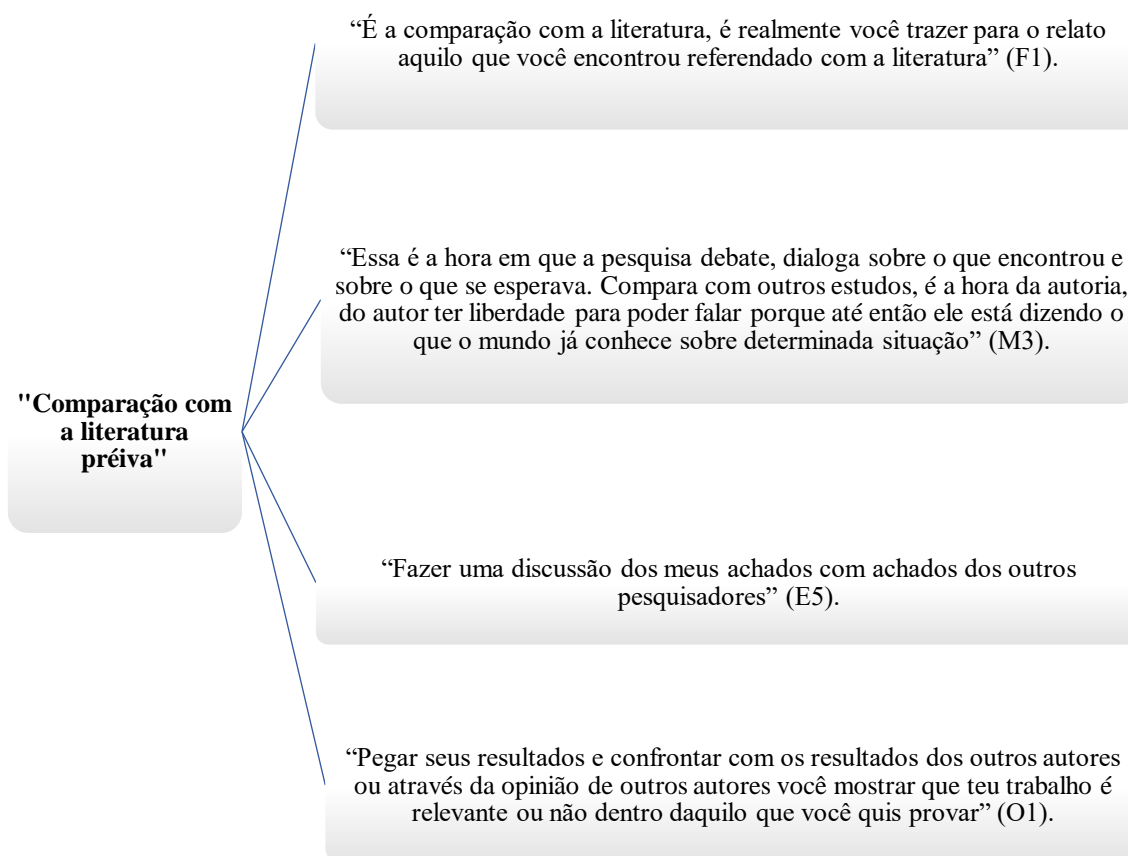 “É a comparação com a literatura, é realmente você trazer para o relato
aquilo que você encontrou referendado com a literatura” (F1).
“Essa é a hora em que a pesquisa debate, dialoga sobre o que encontrou e
sobre o que se esperava. Compara com outros estudos, é a hora da autoria,
do autor ter liberdade para poder falar porque até então ele está dizendo o
que o mundo já conhece sobre determinada situação” (M3).
"Comparação com
a literatura
préiva"
“Fazer uma discussão dos meus achados com achados dos outros
pesquisadores” (E5).
“Pegar seus resultados e confrontar com os resultados dos outros autores
ou através da opinião de outros autores você mostrar que teu trabalho é
relevante ou não dentro daquilo que você quis provar” (O1).